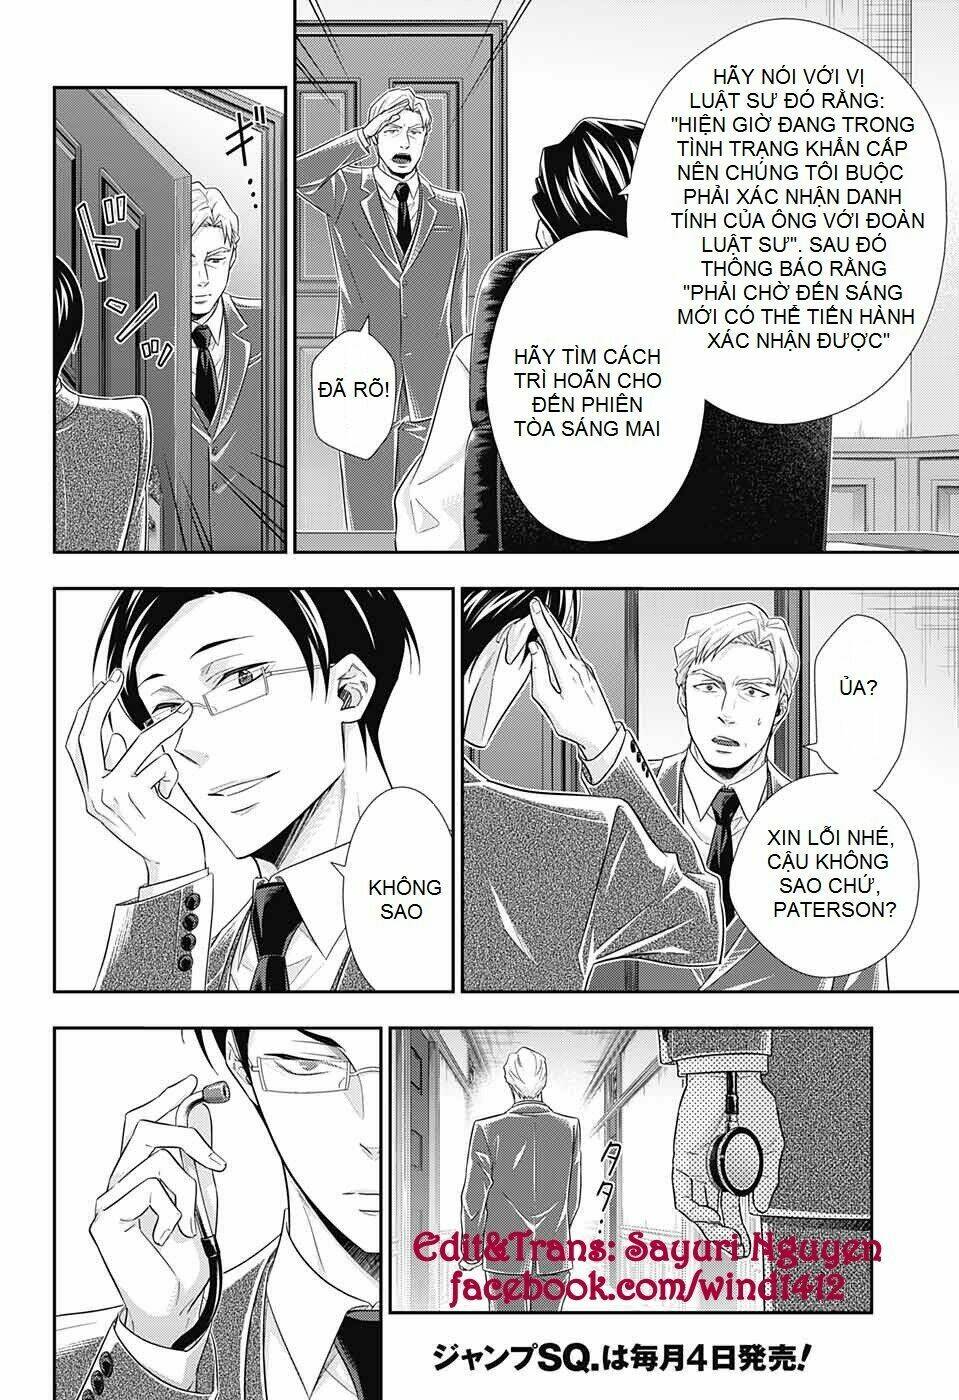 HÃY NÓI VỚI VỊ
LUẬT SƯ ĐÓ RẰNG:
"HIỆN GIỜ ĐANG TRONG
TÌNH TRẠNG KHẨN CẤP
NÊN CHÚNG TÔI BUỘC
PHẢI XÁC NHẬN DANH
TÍNH CỦA ÔNG VỚI ĐOÀN
LUẬT SƯ". SAU ĐÓ
THÔNG BÁO RẰNG
"PHẢI CHỜ ĐẾN SÁNG
MỚI CÓ THỂ TIẾN HÀNH
XÁC NHẬN ĐƯỢC"
HÃY TÌM CÁCH
TRÌ HOÃN CHO
ĐẾN PHIÊN
TÒA SÁNG MAI
ĐÃ RÕ!
ỦA?
XIN LỖI NHÉ,
CẬU KHÔNG
SAO CHỨ,
PATERSON?
KHÔNG
SAO
タタタ...
Edit&Trans: Sayuri Nguyen
facebook.com/wind1412
ジャンプSQ.は毎月4日発売!